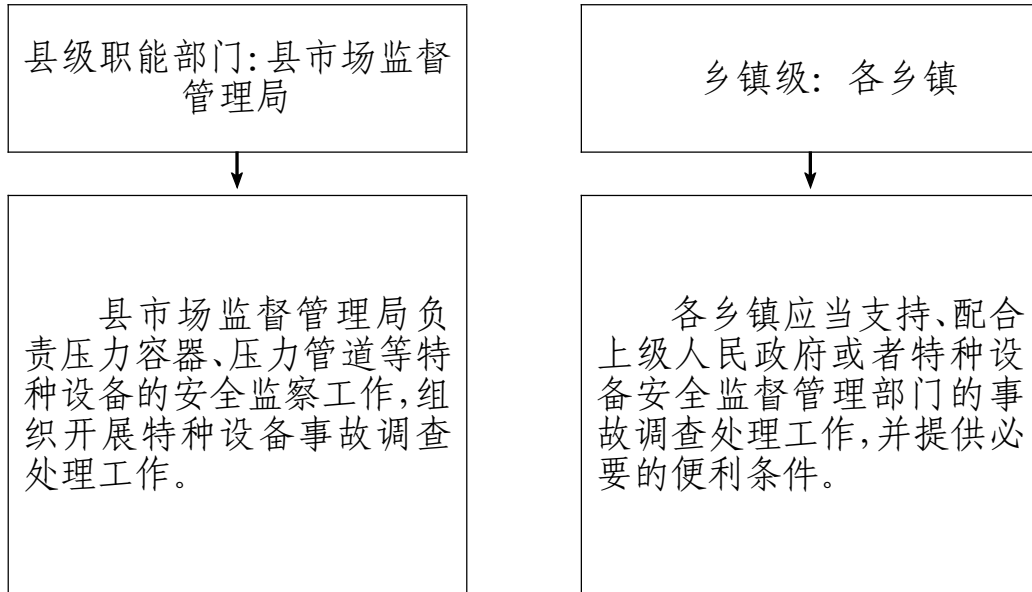 县级职能部门：县市场监督
管理局
乡镇级： 各乡镇
县市场监督管理局负
责压力容器、压力管道等特
种设备的安全监察工作，组
织开展特种设备事故调查
处理工作。
各乡镇应当支持、配合
上级人民政府或者特种设
备安全监督管理部门的事
故调查处理工作，并提供必
要的便利条件。